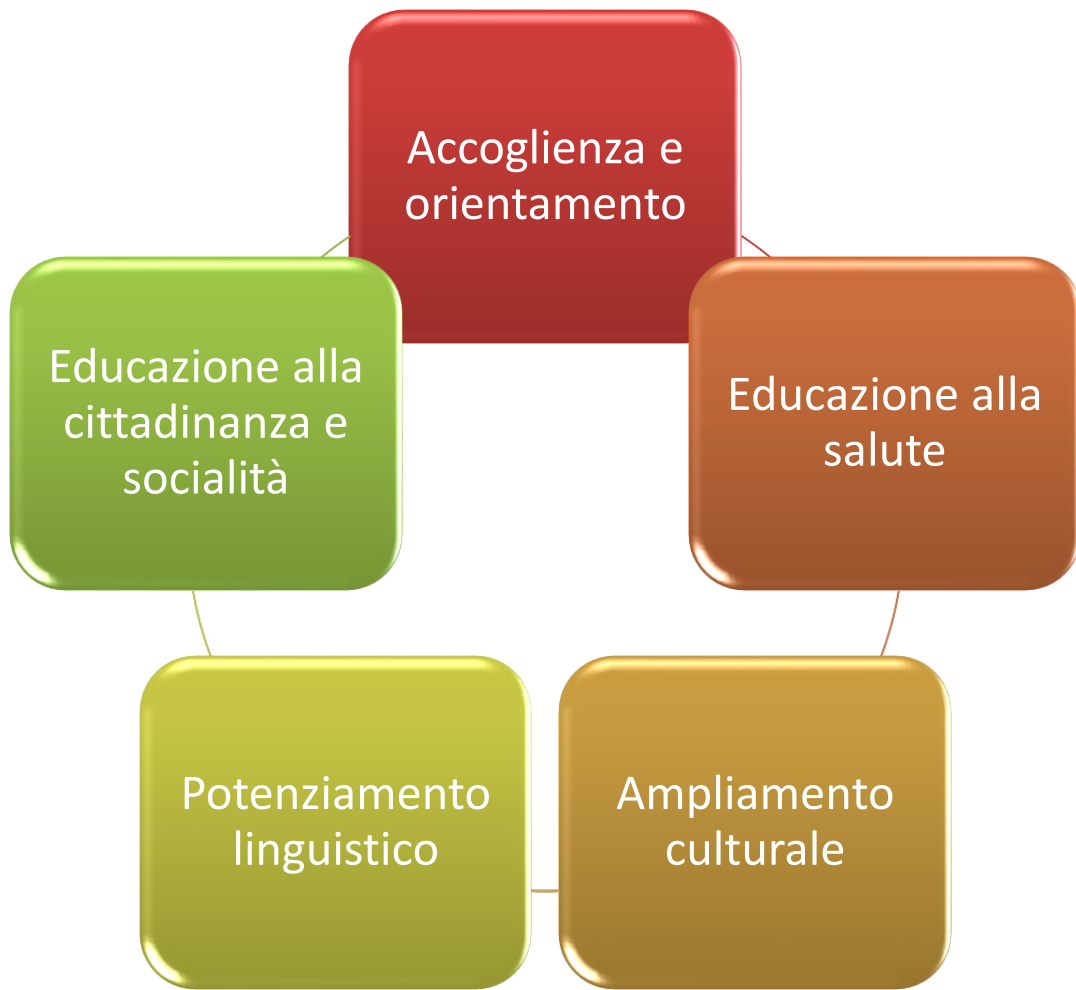 Accoglienza e
orientamento
Educazione alla
salute
Ampliamento
culturale
Potenziamento
linguistico
Educazione alla
cittadinanza e
socialità